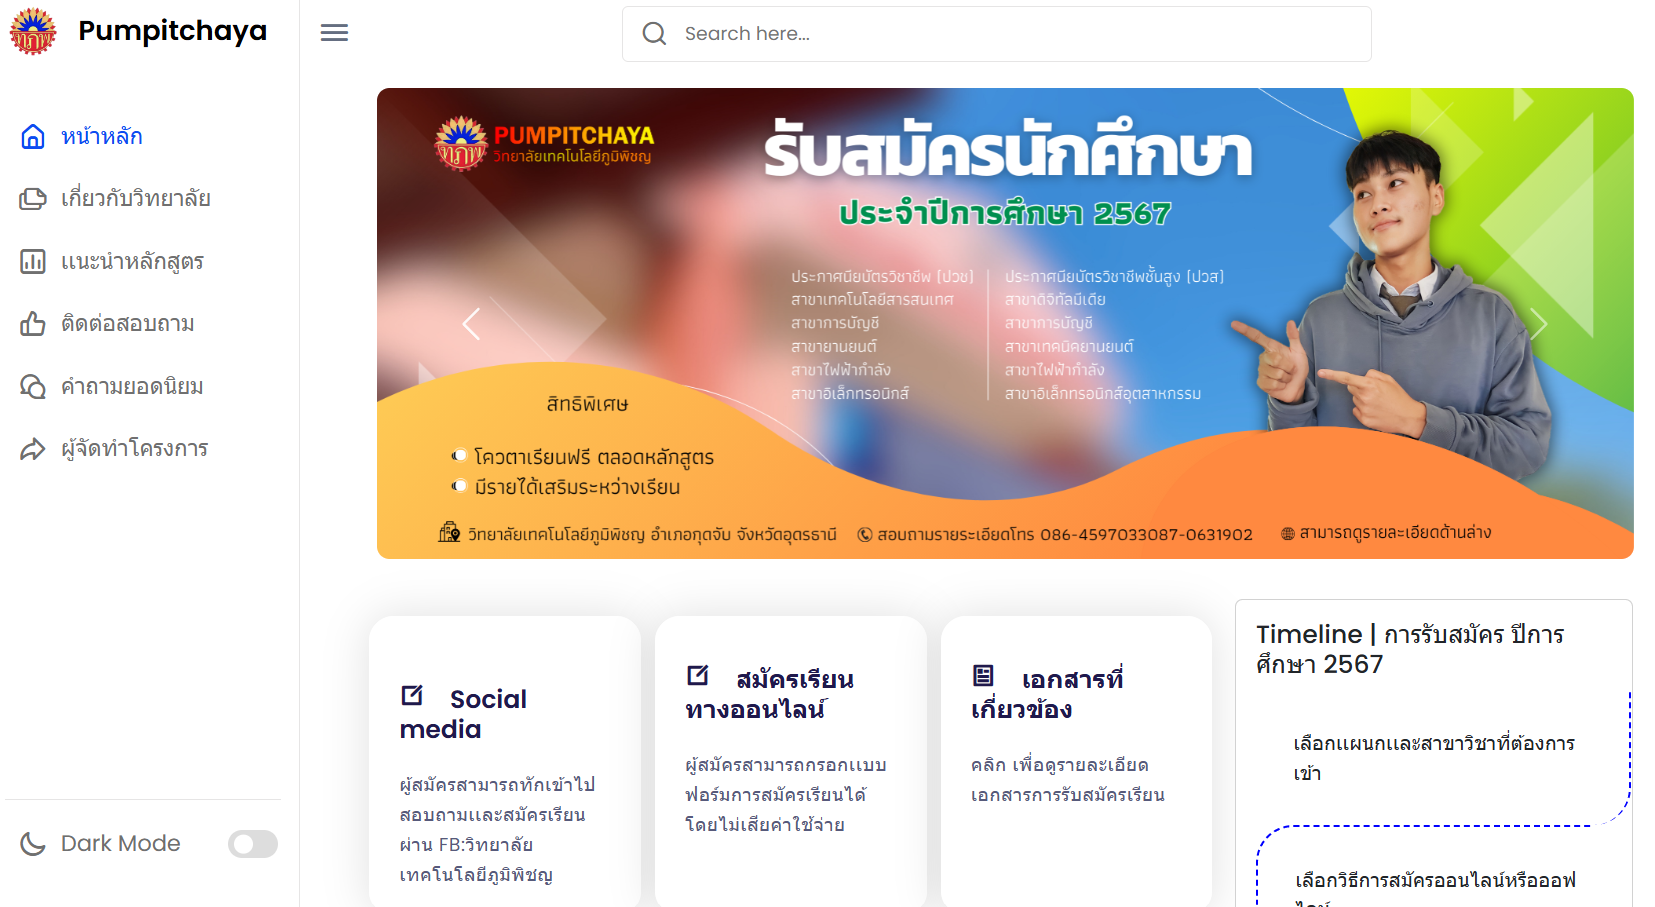 Pumpitchaya
Search here...
หน้าหลัก
เกี่ยวกับวิทยาลัย
แนะนำหลักสูตร
ติดต่อสอบถาม
คำถามยอดนิยม
ผู้จัดทำโครงการ
Dark Mode
ทภพ
PUMPITCHAYA
วิทยาลัยเทคโนโลยีภูมิพิชญ
รับสมัครนักศึกษา
ประจำปีการศึกษา 2567
ประกาศนียบัตรวิชาชีพ (ปวช)
สาขาเทคโนโลยีสารสนเทศ
สาขาการบัญชี
สาขายานยนต์
สาขาไฟฟ้ากำลัง
สาขาอิเล็กทรอนิกส์
ประกาศนียบัตรวิชาชีพชั้นสูง (ปวส)
สาขาดิจิทัลมีเดีย
สาขาการบัญชี
สาขาเทคนิคยานยนต์
สาขาไฟฟ้ากำลัง
สาขาอิเล็กทรอนิกส์อุตสาหกรรม
สิทธิพิเศษ
โควตาเรียนฟรี ตลอดหลักสูตร
มีรายได้เสริมระหว่างเรียน
วิทยาลัยเทคโนโลยีภูมิพิชญ อำเภอกุดจับ จังหวัดอุดรธานี สอบถามรายระเอียดโทร 086-4597033087-0631902 สามารถดูรายละเอียดด้านล่าง
Social
media
ผู้สมัครสามารถทักเข้าไป
สอบถามและสมัครเรียน
ผ่าน FB:วิทยาลัย
เทคโนโลยีภูมิพิชญ
สมัครเรียน
ทางออนไลน์
ผู้สมัครสามารถกรอกแบบ
ฟอร์มการสมัครเรียนได้
โดยไม่เสียค่าใช้จ่าย
เอกสารที่
เกี่ยวข้อง
คลิก เพื่อดูรายละเอียด
เอกสารการรับสมัครเรียน
Timeline | การรับสมัคร ปีการ
ศึกษา 2567
เลือกแผนกและสาขาวิชาที่ต้องการ
เข้า
เลือกวิธีการสมัครออนไลน์หรือออฟ